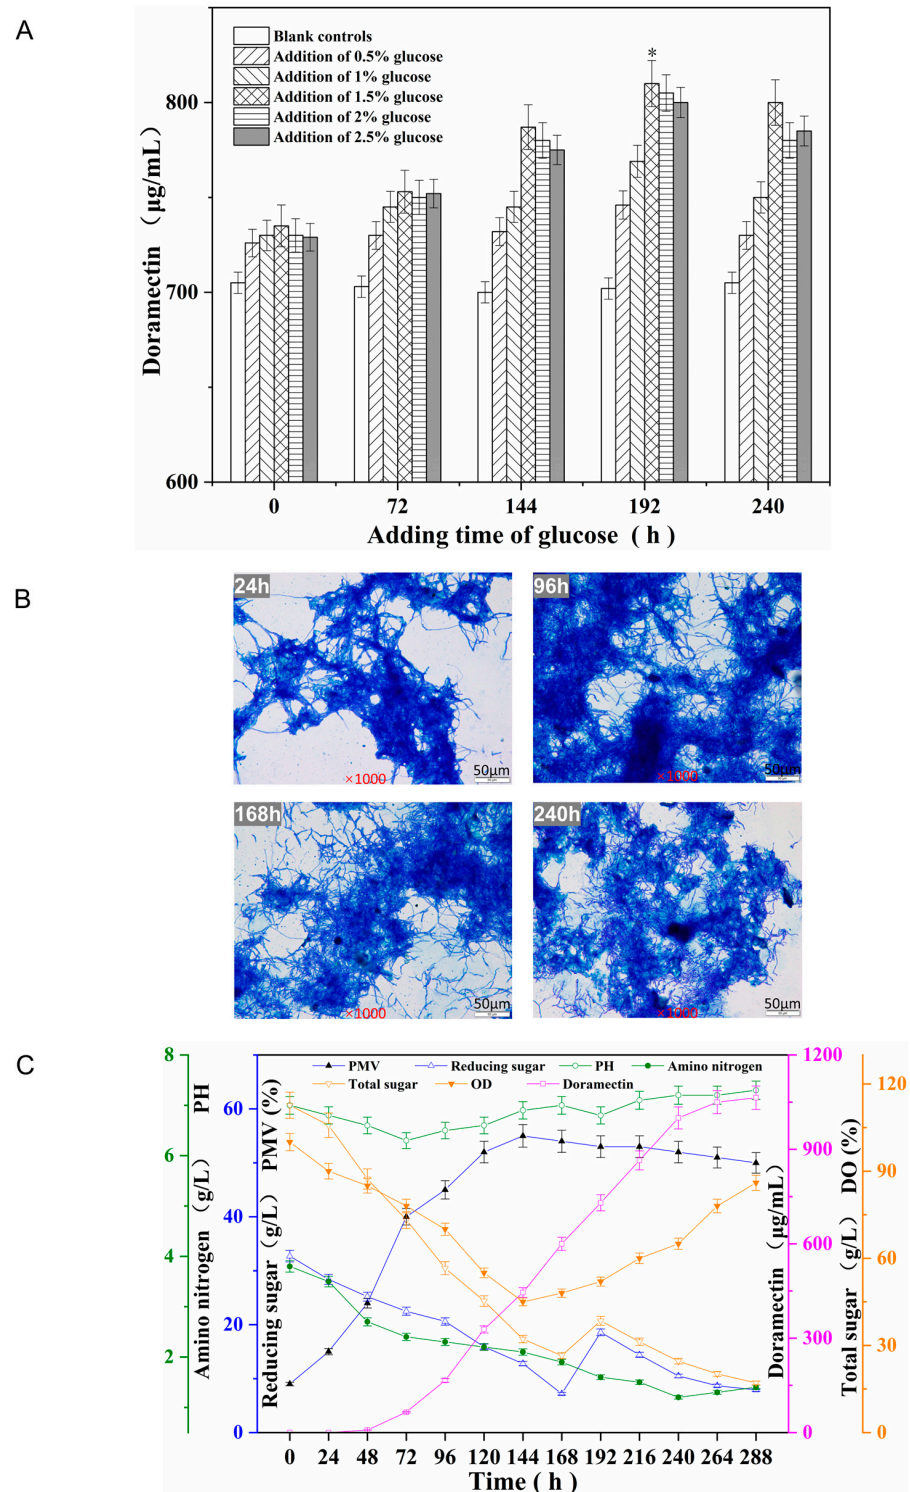 A
Blank controls
Addition of 0.5% glucose
Addition of 1% glucose
Addition of 1.5% glucose
Addition of 2% glucose
Addition of 2.5% glucose
*
Doramectin （μg/mL）
800
700
600
0 72 144 192 240
Adding time of glucose （h）
B
24h
×1000
50μm
96h
×1000
50μm
168h
×1000
50μm
240h
×1000
50μm
C
PMV Reducing sugar PH Amino nitrogen
Total sugar OD Doramectin
8
6
4
2
Amino nitrogen （g/L） PH
60
40
20
0
Reducing sugar （g/L） PMV (%)
1200
900
600
300
0
Doramectin （μg/mL）
120
90
60
30
0
Total sugar （g/L） DO (%)
0 24 48 72 96 120 144 168 192 216 240 264 288
Time（h）